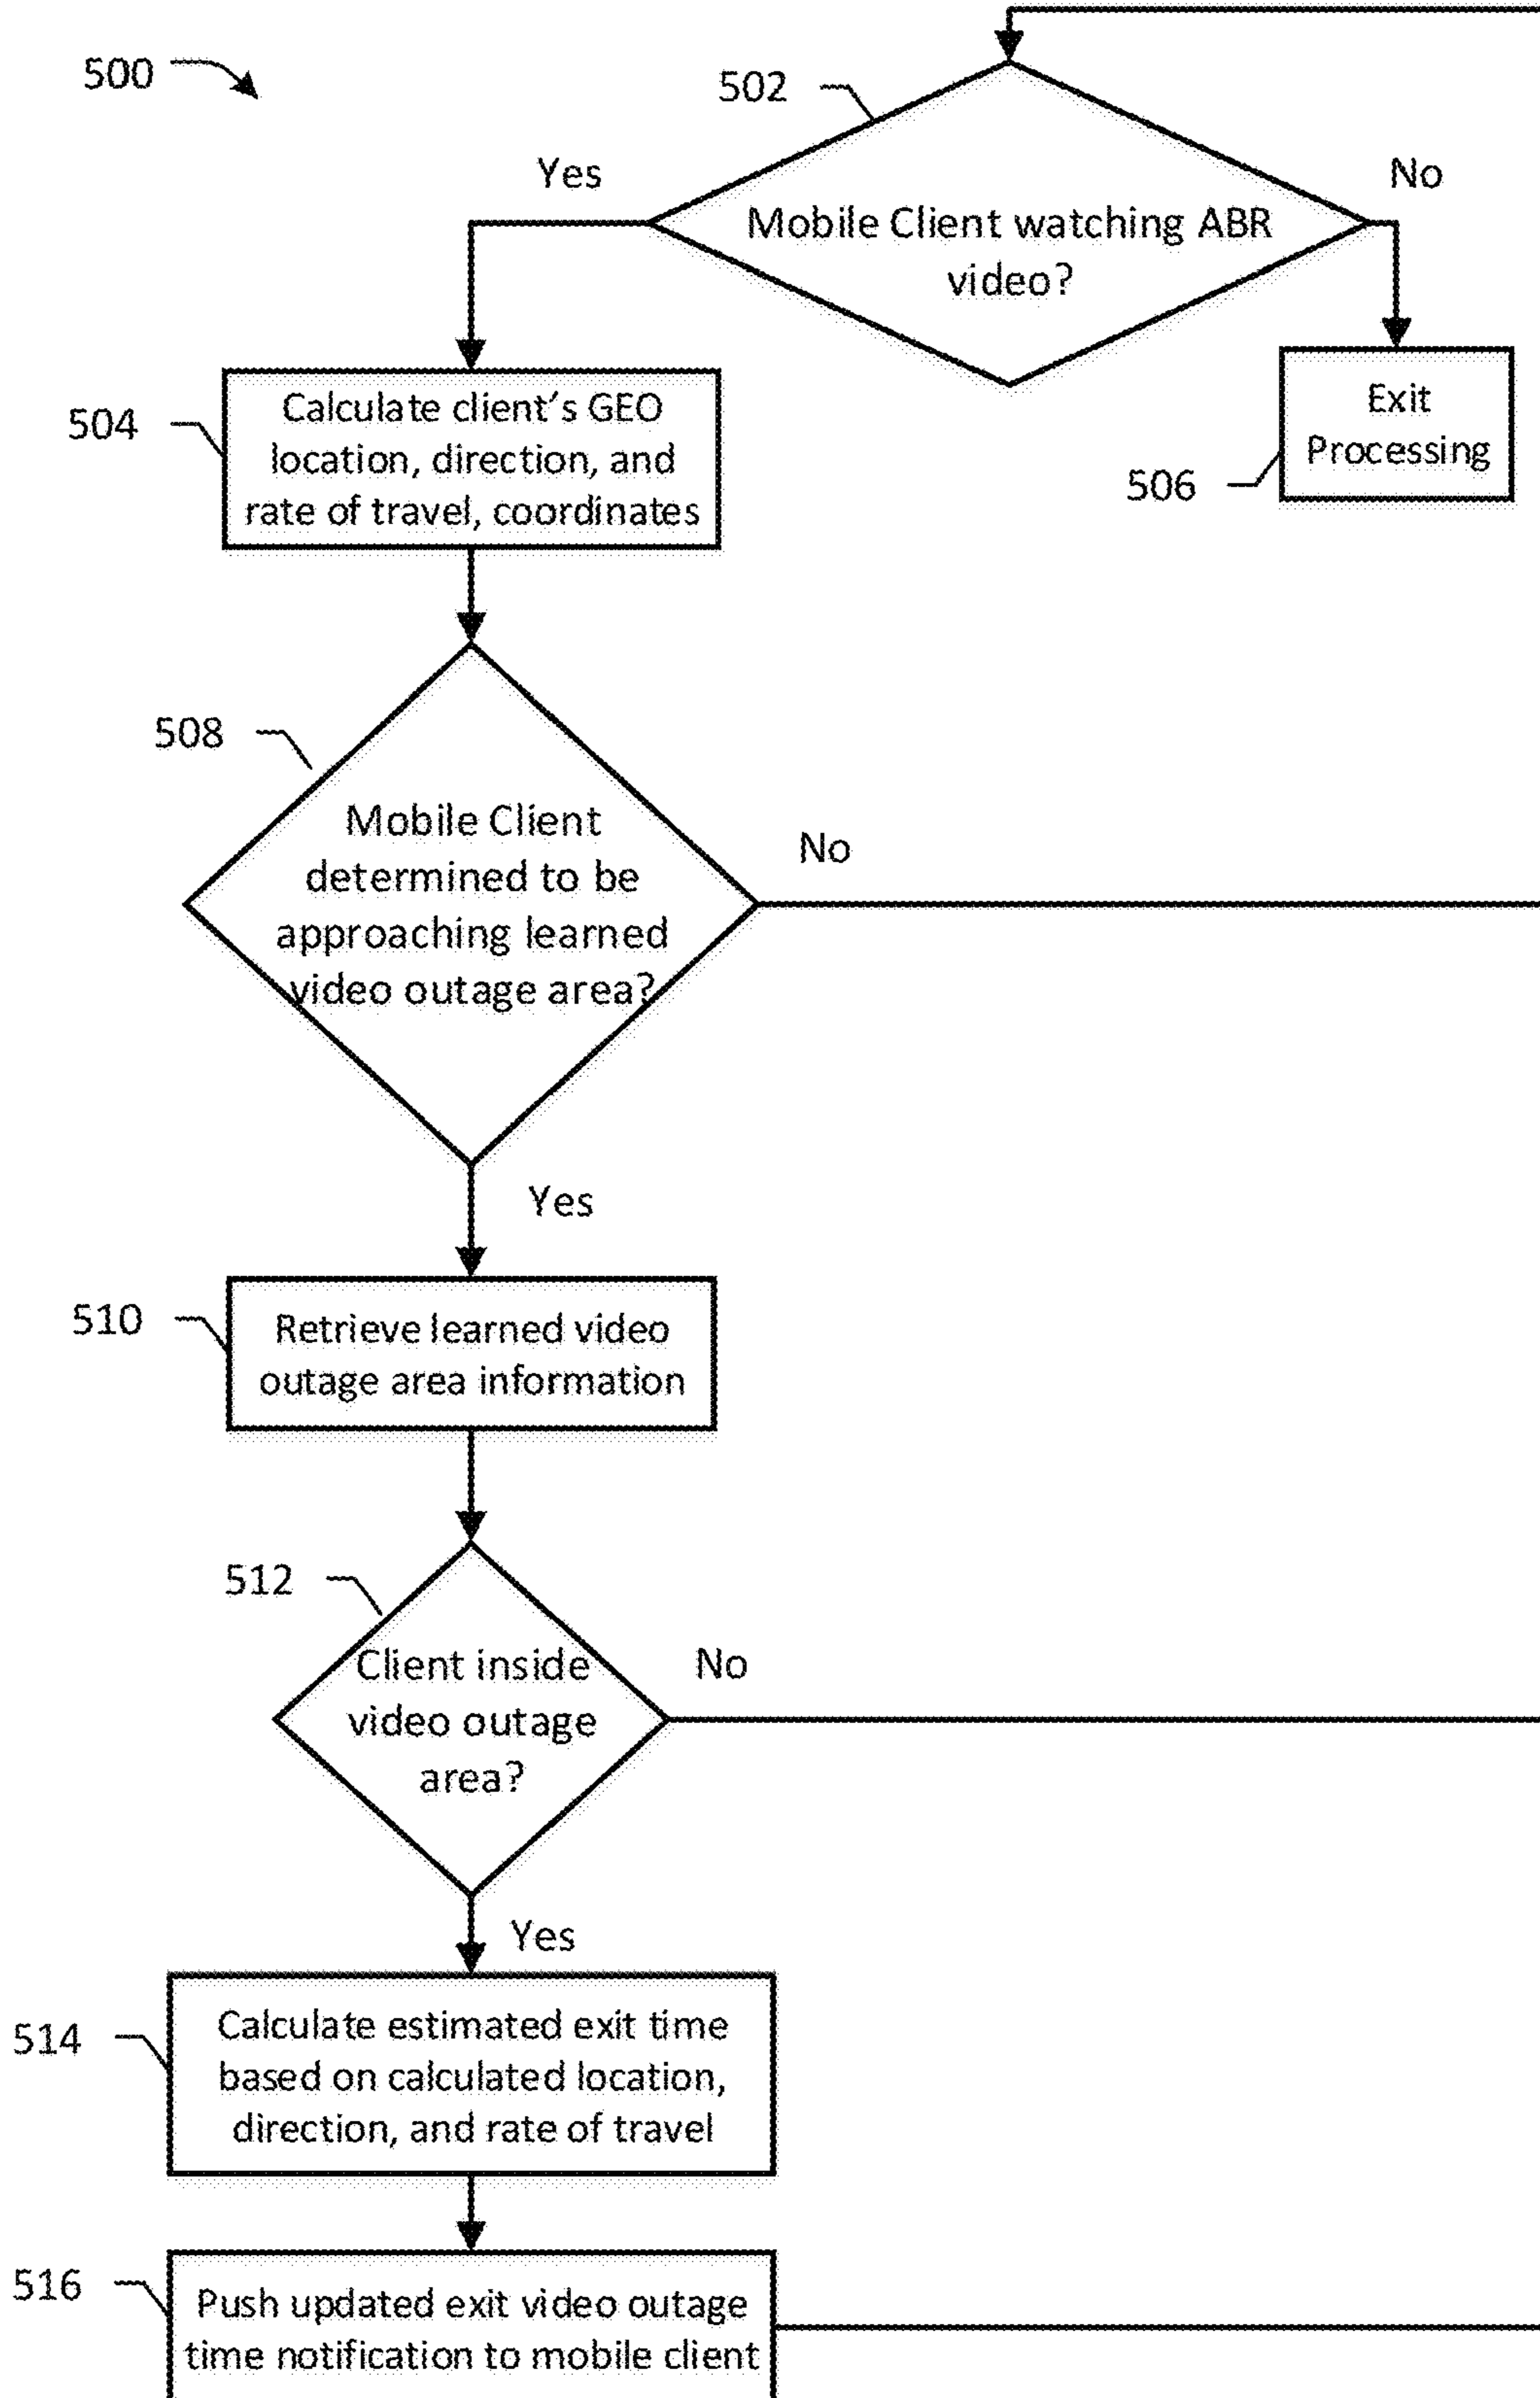 500
502
Yes
No
Mobile Client watching ABR
video?
504
Calculate client's GEO
location, direction, and
rate of travel, coordinates
Exit
Processing
506
508
Mobile Client
determined to be
approaching learned
video outage area?
No
Yes
510
Retrieve learned video
outage area information
512
Client inside
video outage
area?
No
Yes
514
Calculate estimated exit time
based on calculated location,
direction, and rate of travel
516
Push updated exit video outage
time notification to mobile client